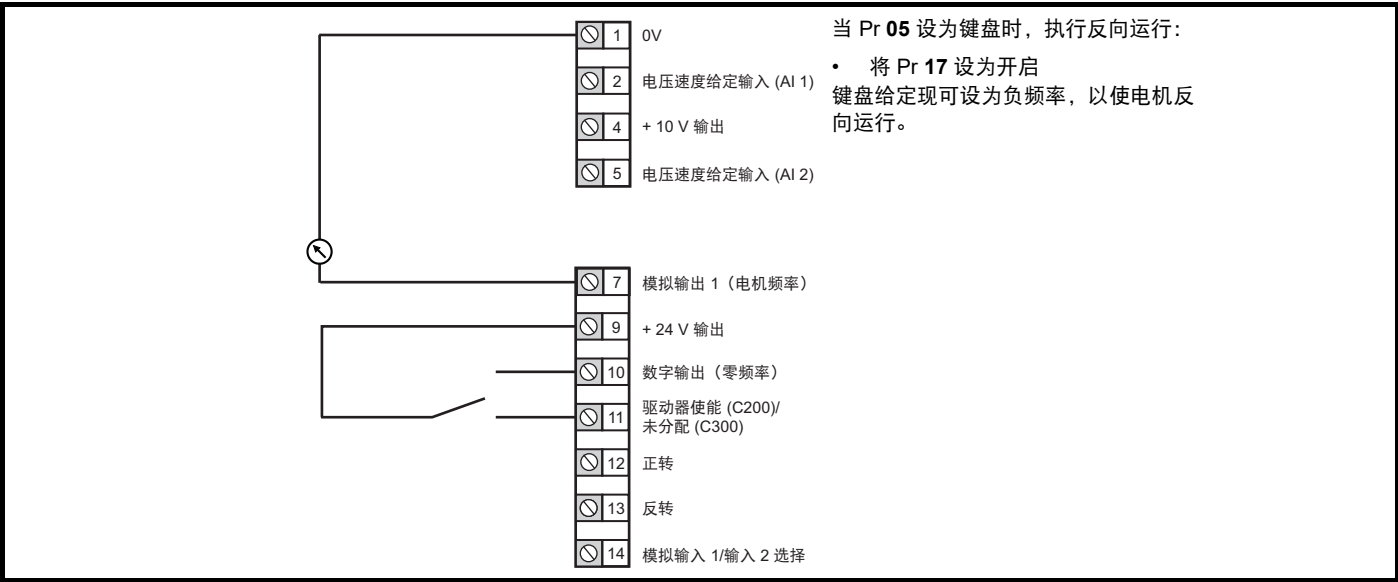 1 0V
2 电压速度给定输入 (AI 1)
4 + 10 V 输出
5 电压速度给定输入 (AI 2)
7 模拟输出 1（电机频率）
9 + 24 V 输出
10 数字输出（零频率）
11 驱动器使能 (C200)/
未分配 (C300)
12 正转
13 反转
14 模拟输入 1/输入 2 选择
当 Pr 05 设为键盘时，执行反向运行：
• 将 Pr 17 设为开启
键盘给定现可设为负频率，以使电机反
向运行。